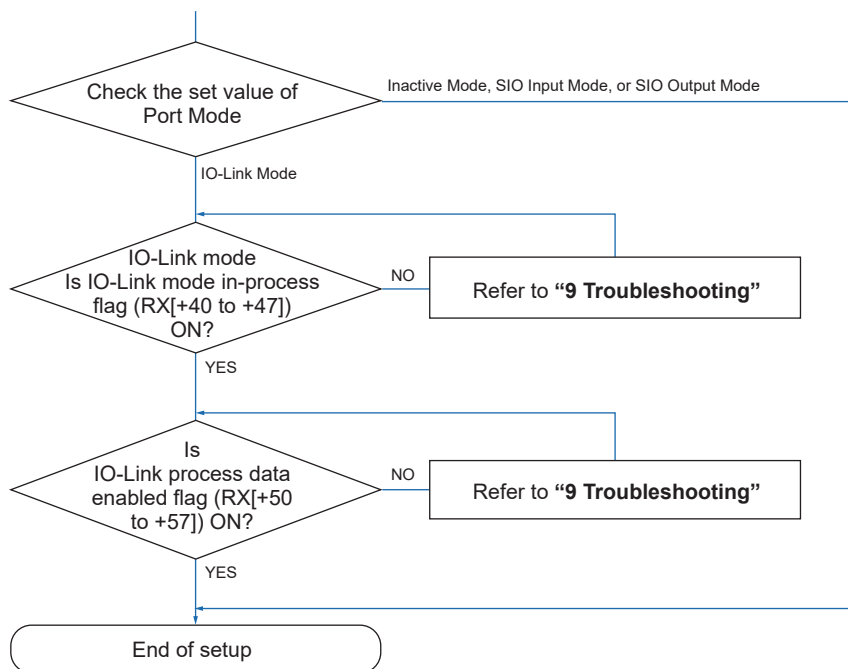 Check the set value of
Port Mode
Inactive Mode, SIO Input Mode, or SIO Output Mode
IO-Link Mode
IO-Link mode
Is IO-Link mode in-process
flag (RX[+40 to +47])
ON?
NO
Refer to “9 Troubleshooting”
YES
Is
IO-Link process data
enabled flag (RX[+50
to +57]) ON?
NO
Refer to “9 Troubleshooting”
YES
End of setup